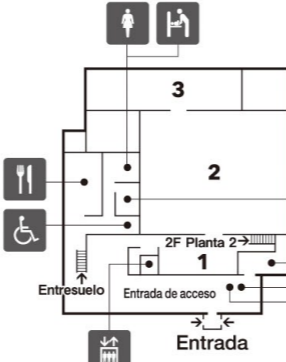 3
2
2F Planta 2
1
Entresuelo
Entrada de acceso
Entrada